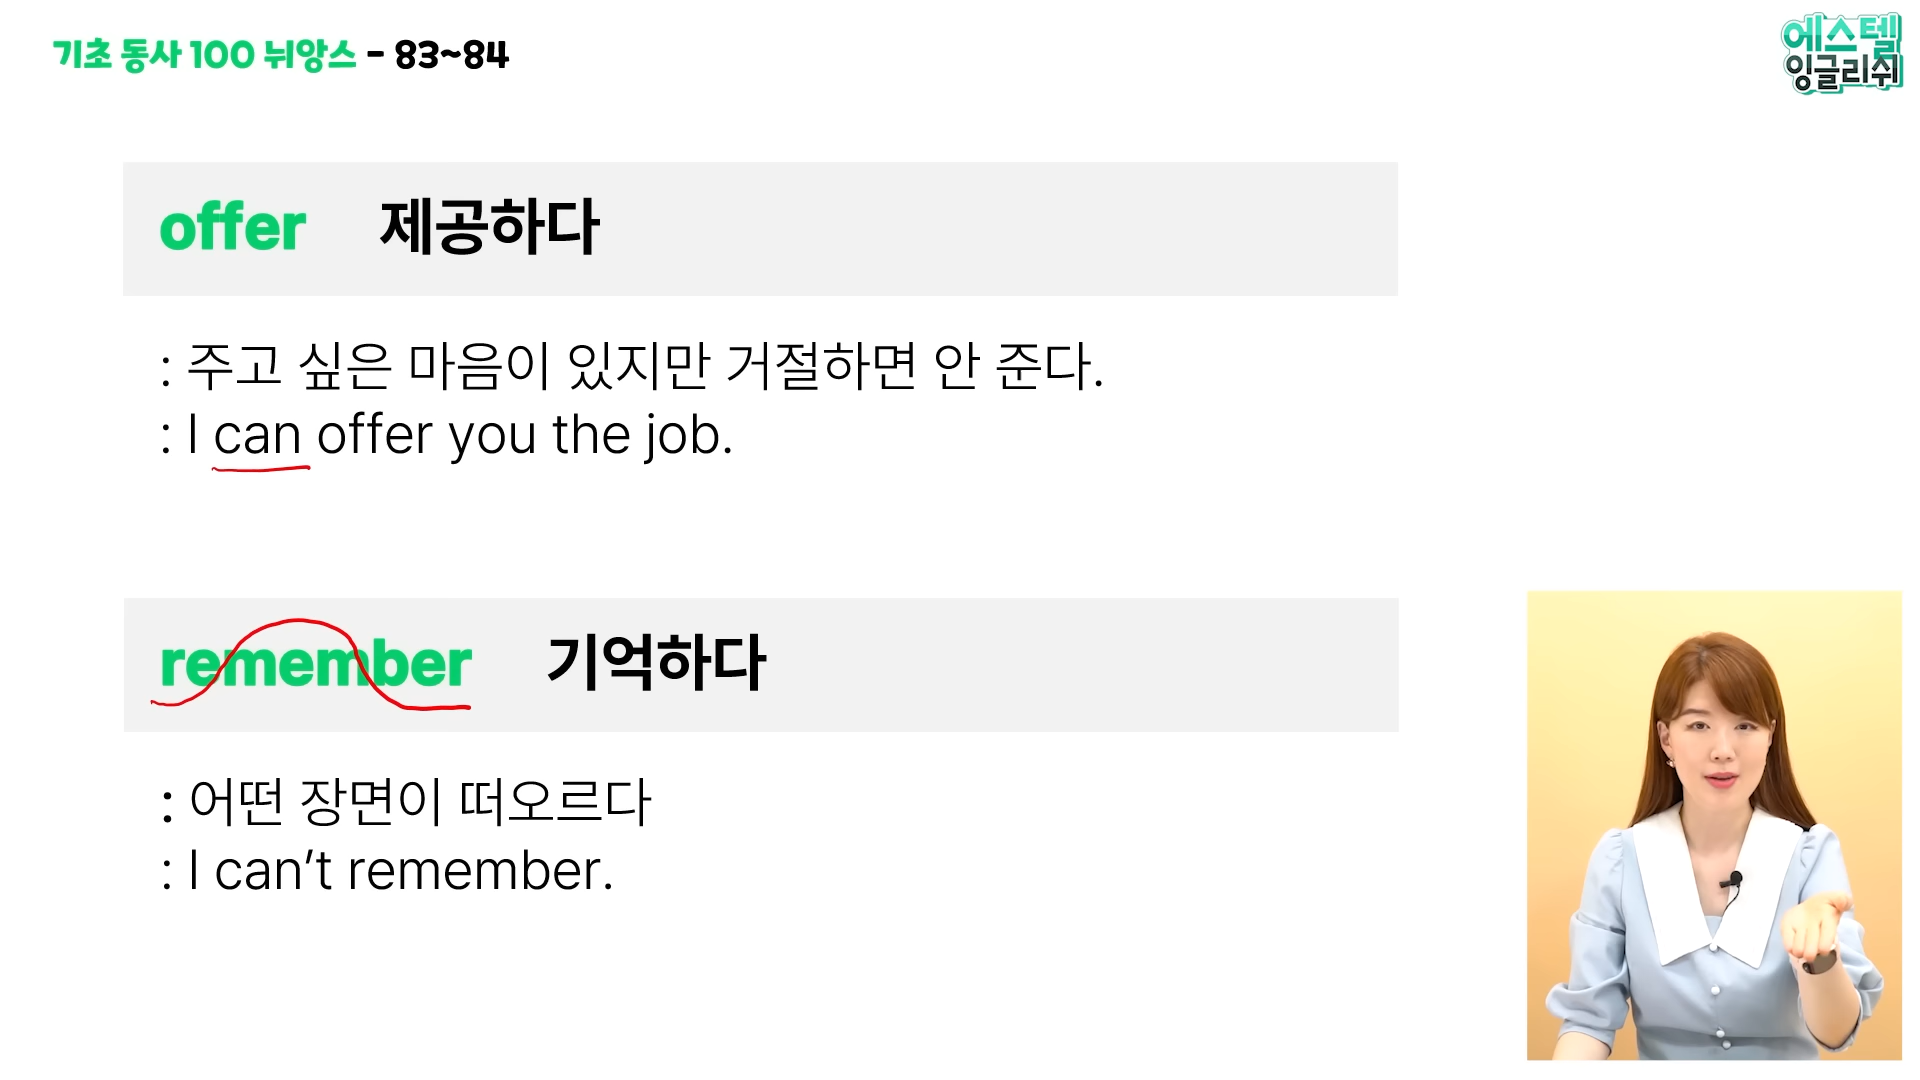 기초 동사 100 뉘앙스 - 83~84
에스텔
잉글리쉬
offer 제공하다
: 주고 싶은 마음이 있지만 거절하면 안 준다.
: I can offer you the job.
remember 기억하다
: 어떤 장면이 떠오르다
: I can’t remember.